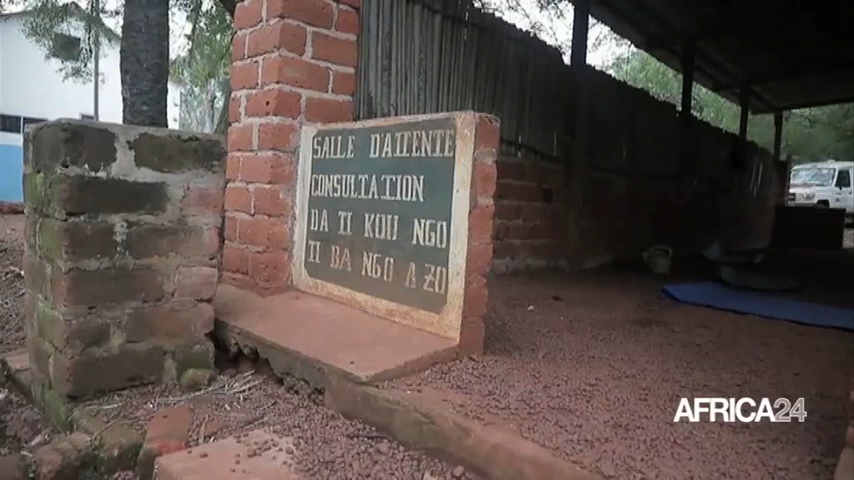 SALLE D'ATTENTE
CONSULTATION
DA TI KOU NGO
TI BA NGO A ZO
AFRICA24